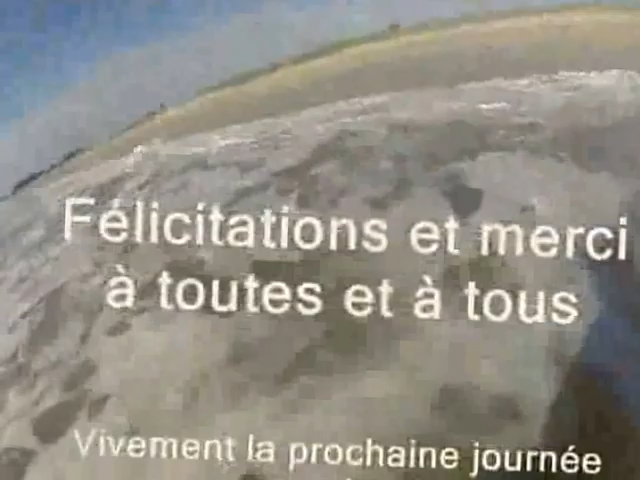 Félicitations et merci
à toutes et à tous
Vivement la prochaine journée